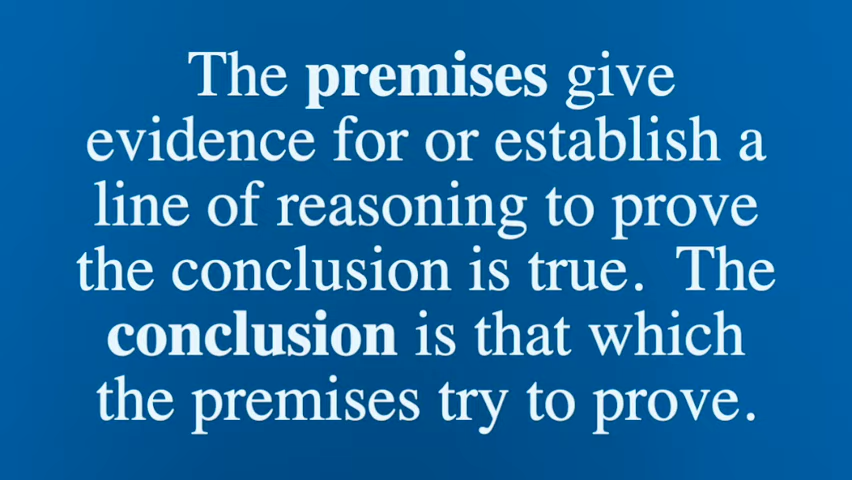 The premises give
evidence for or establish a
line of reasoning to prove
the conclusion is true. The
conclusion is that which
the premises try to prove.